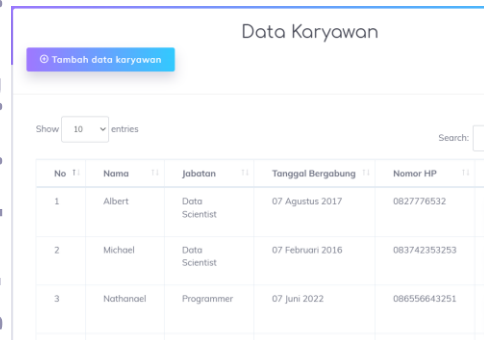 Data Karyawan
Tambah data karyawan
Show 10 entries
Search:
No Nama Jabatan Tanggal Bergabung Nomor HP
1 Albert Data Scientist 07 Agustus 2017 0827776532
2 Michael Data Scientist 07 Februari 2016 083742353253
3 Nathanael Programmer 07 Juni 2022 086556643251